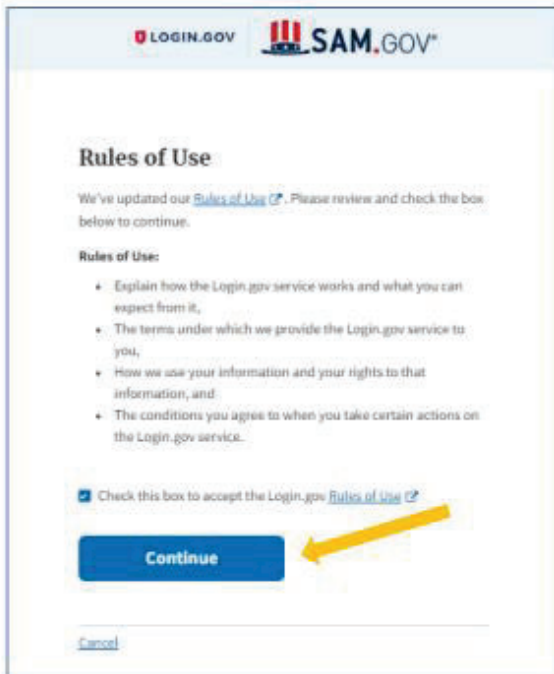 LOGIN.GOV SAM.GOV®
Rules of Use
We've updated our Rules of Use. Please review and check the box
below to continue.
Rules of Use:
• Explain how the Login.gov service works and what you can
expect from it,
• The terms under which we provide the Login.gov service to
you,
• How we use your information and your rights to that
information, and
• The conditions you agree to when you take certain actions on
the Login.gov service.
Check this box to accept the Login.gov Rules of Use
Continue
Cancel